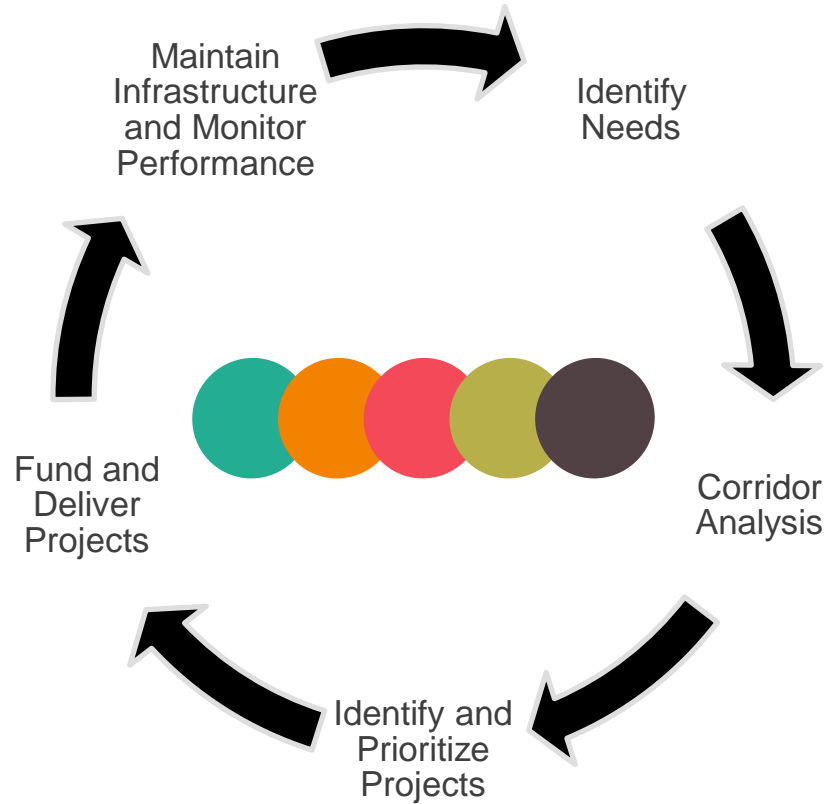 Maintain
Infrastructure
and Monitor
Performance
Identify
Needs
Corridor
Analysis
Identify and
Prioritize
Projects
Fund and
Deliver
Projects